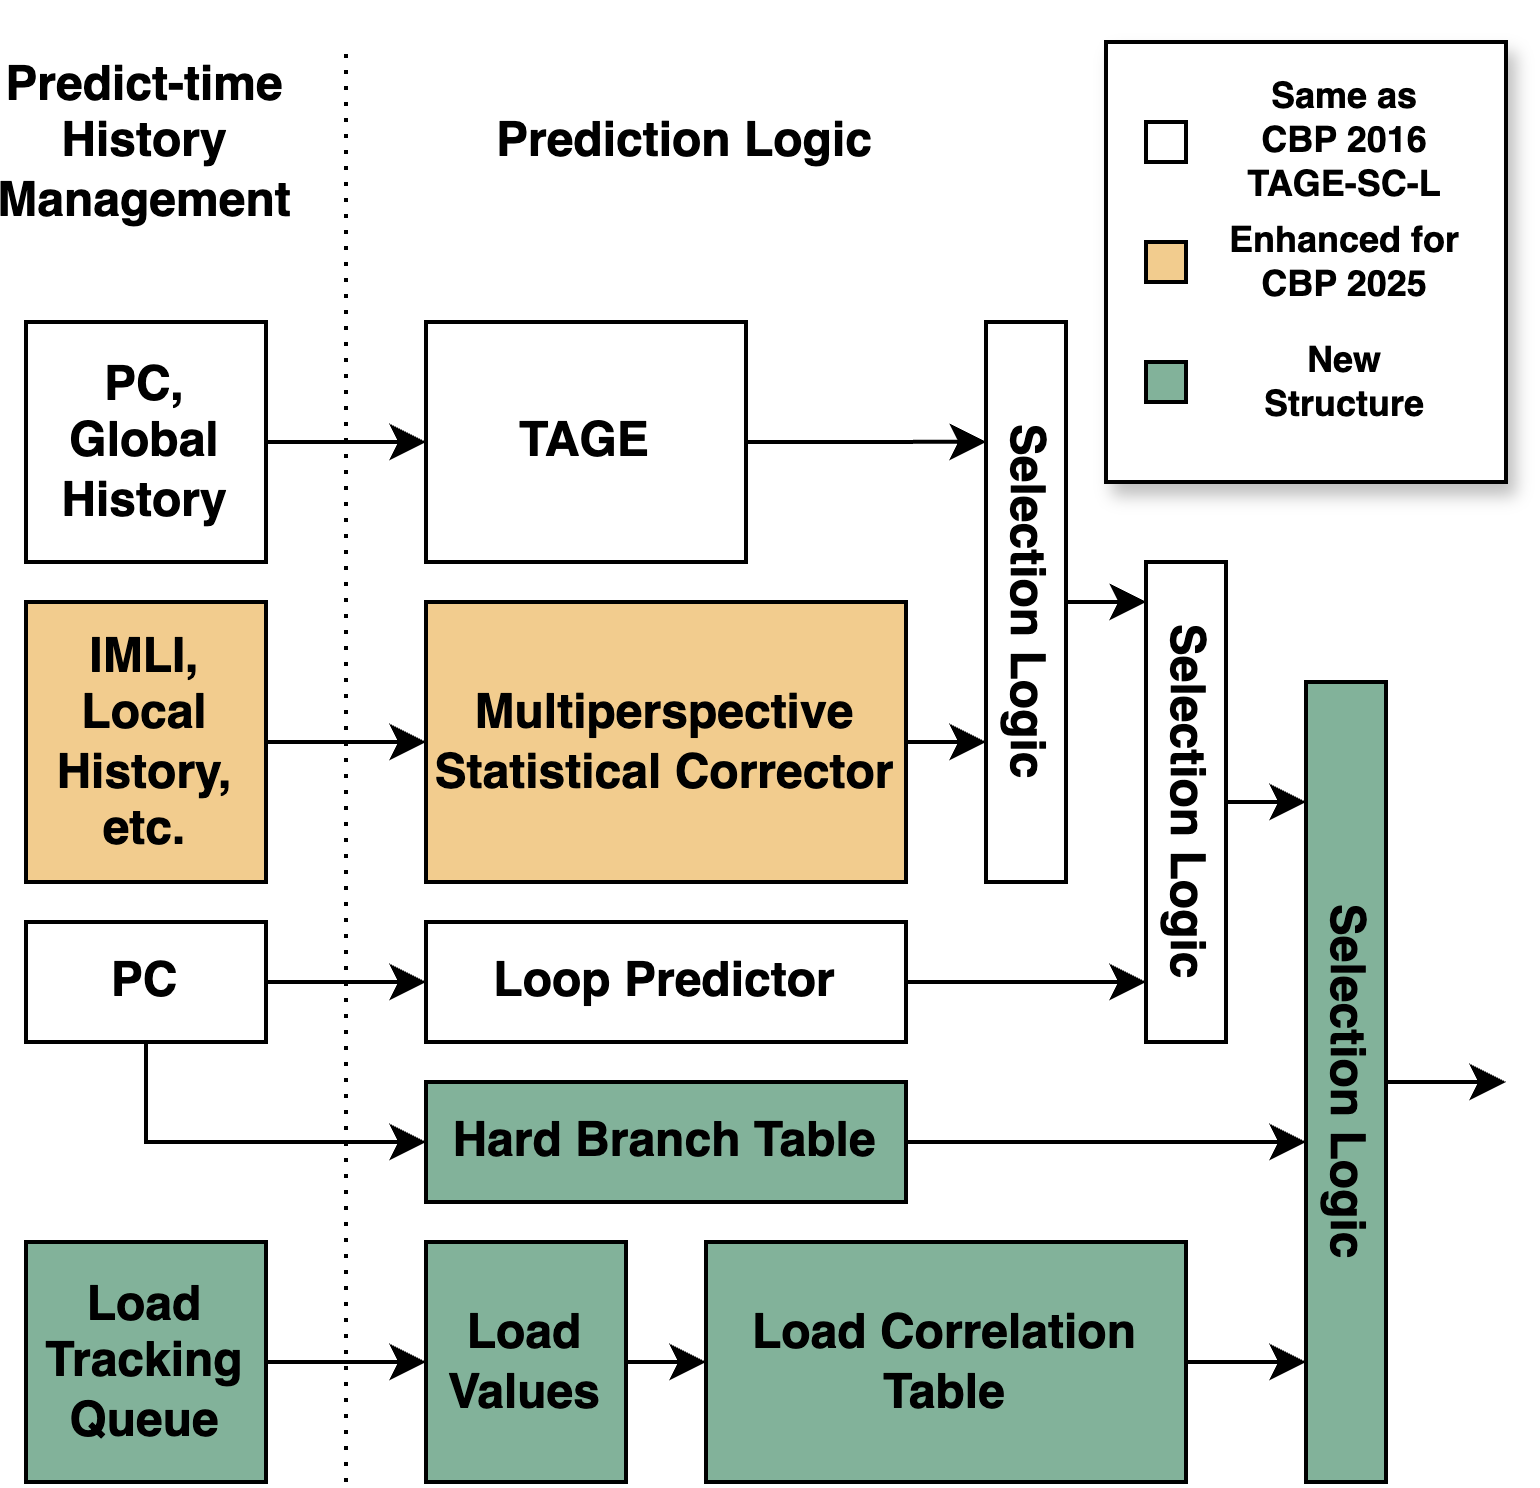 Predict-time
History
Management
Prediction Logic
Same as
CBP 2016
TAGE-SC-L
Enhanced for
CBP 2025
New
Structure
PC,
Global
History
TAGE
Selection Logic
IMLI,
Local
History,
etc.
Multiperspective
Statistical Corrector
Selection Logic
PC
Loop Predictor
Selection Logic
Hard Branch Table
Load
Tracking
Queue
Load
Values
Load Correlation
Table